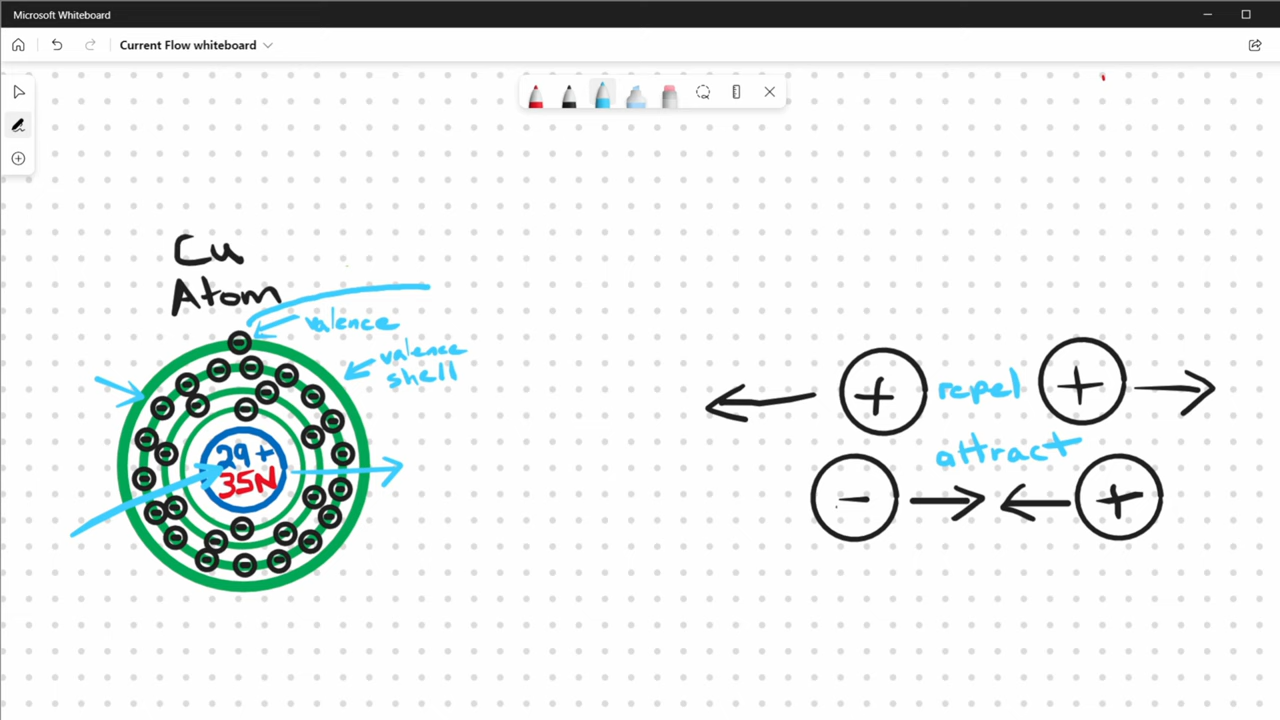 Microsoft Whiteboard
Current Flow whiteboard
Cu
Atom
valence
valence
shell
29+
35N
+ repel +
attract
- +